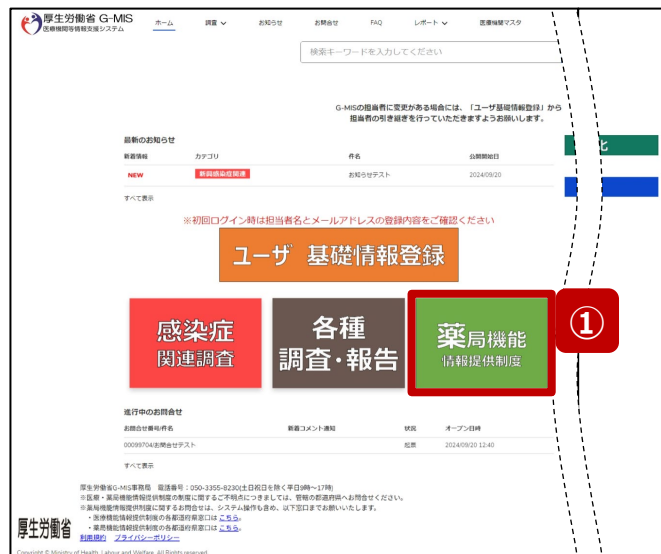 厚生労働省 G-MIS
医療機関等情報支援システム
ホーム 調査 お知らせ お問合せ FAQ レポート 医療機関マスタ
検索キーワードを入力してください
G-MISの担当者に変更がある場合には、「ユーザ基礎情報登録」から
担当者の引き継ぎを行っていただきますようお願いします。
化
最新のお知らせ
新着情報 カテゴリ 件名 公開開始日
NEW 新興感染症関連 お知らせテスト 2024/09/20
すべて表示
※初回ログイン時は担当者名とメールアドレスの登録内容をご確認ください
ユーザ 基礎情報登録
感染症
関連調査
各種
調査・報告
薬局機能
情報提供制度
①
進行中のお問合せ
お問合せ番号/件名 新着コメント通知 状況 オープン日時
00099704/お問合せテスト 起票 2024/09/20 12:40
すべて表示
厚生労働省G-MIS事務局 電話番号：050-3355-8230(土日祝日を除く平日9時～17時)
※医療・薬局機能情報提供制度の制度に関するご不明点につきましては、管轄の都道府県へお問合せください。
※薬局機能情報提供制度に関するお問合せは、システム操作も含め、以下窓口までお願いいたします。
・医療機能情報提供制度の各都道府県窓口は こちら。
・薬局機能情報提供制度の各都道府県窓口は こちら。
利用規約 プライバシーポリシー
厚生労働省
Copyright © Ministry of Health, Labour and Welfare, All Rights reserved.